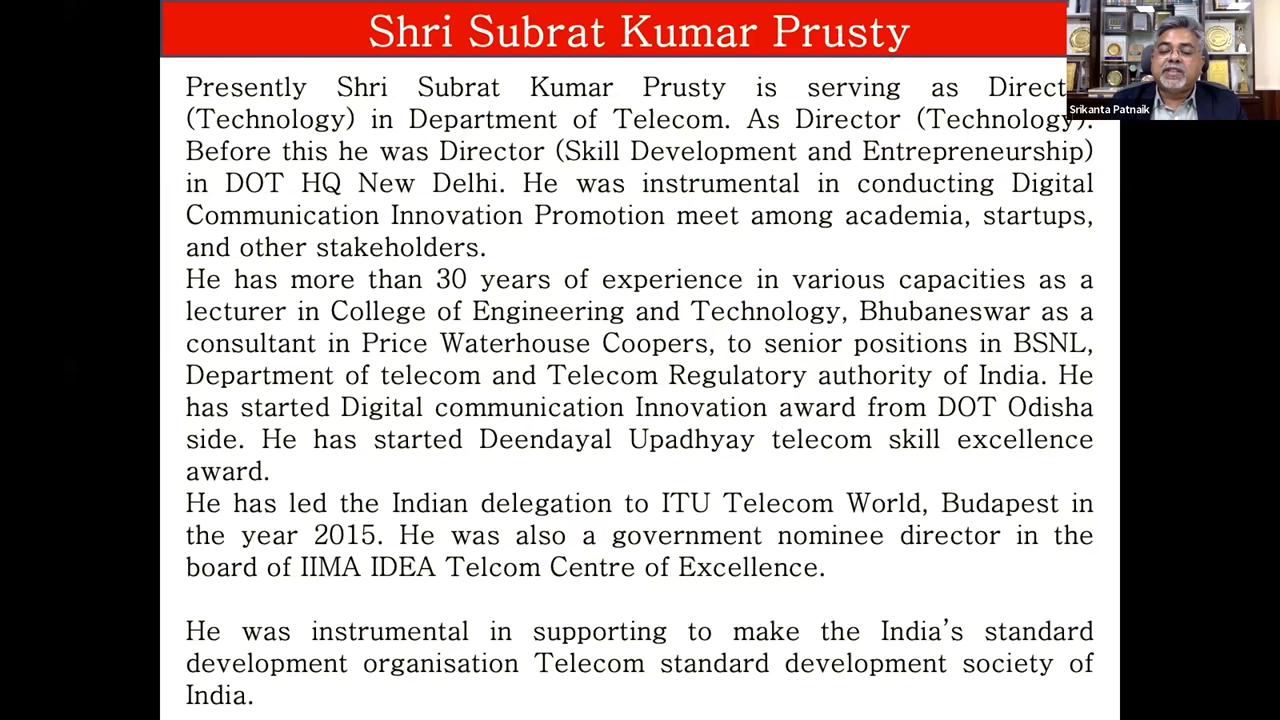 Shri Subrat Kumar Prusty
Srikanta Patnaik
Presently Shri Subrat Kumar Prusty is serving as Direct
(Technology) in Department of Telecom. As Director (Technology).
Before this he was Director (Skill Development and Entrepreneurship)
in DOT HQ New Delhi. He was instrumental in conducting Digital
Communication Innovation Promotion meet among academia, startups,
and other stakeholders.
He has more than 30 years of experience in various capacities as a
lecturer in College of Engineering and Technology, Bhubaneswar as a
consultant in Price Waterhouse Coopers, to senior positions in BSNL,
Department of telecom and Telecom Regulatory authority of India. He
has started Digital communication Innovation award from DOT Odisha
side. He has started Deendayal Upadhyay telecom skill excellence
award.
He has led the Indian delegation to ITU Telecom World, Budapest in
the year 2015. He was also a government nominee director in the
board of IIMA IDEA Telcom Centre of Excellence.
He was instrumental in supporting to make the India’s standard
development organisation Telecom standard development society of
India.